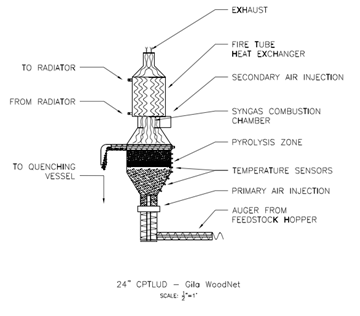 EXHAUST
FIRE TUBE
HEAT EXCHANGER
TO RADIATOR
SECONDARY AIR INJECTION
FROM RADIATOR
SYNGAS COMBUSTION
CHAMBER
PYROLYSIS ZONE
TO QUENCHING
VESSEL
TEMPERATURE SENSORS
PRIMARY AIR INJECTION
AUGER FROM
FEEDSTOCK HOPPER
24" CPTLUD – Gila WoodNet
SCALE: ½"=1'